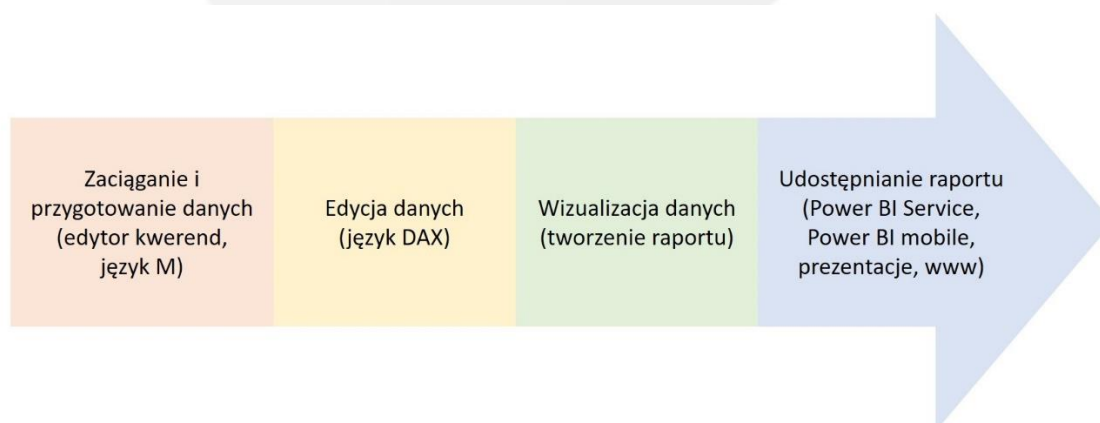 Zaciąganie i
przygotowanie danych
(edytor kwerend,
język M)
Edycja danych
(język DAX)
Wizualizacja danych
(tworzenie raportu)
Udostępnianie raportu
(Power BI Service,
Power BI mobile,
prezentacje, www)